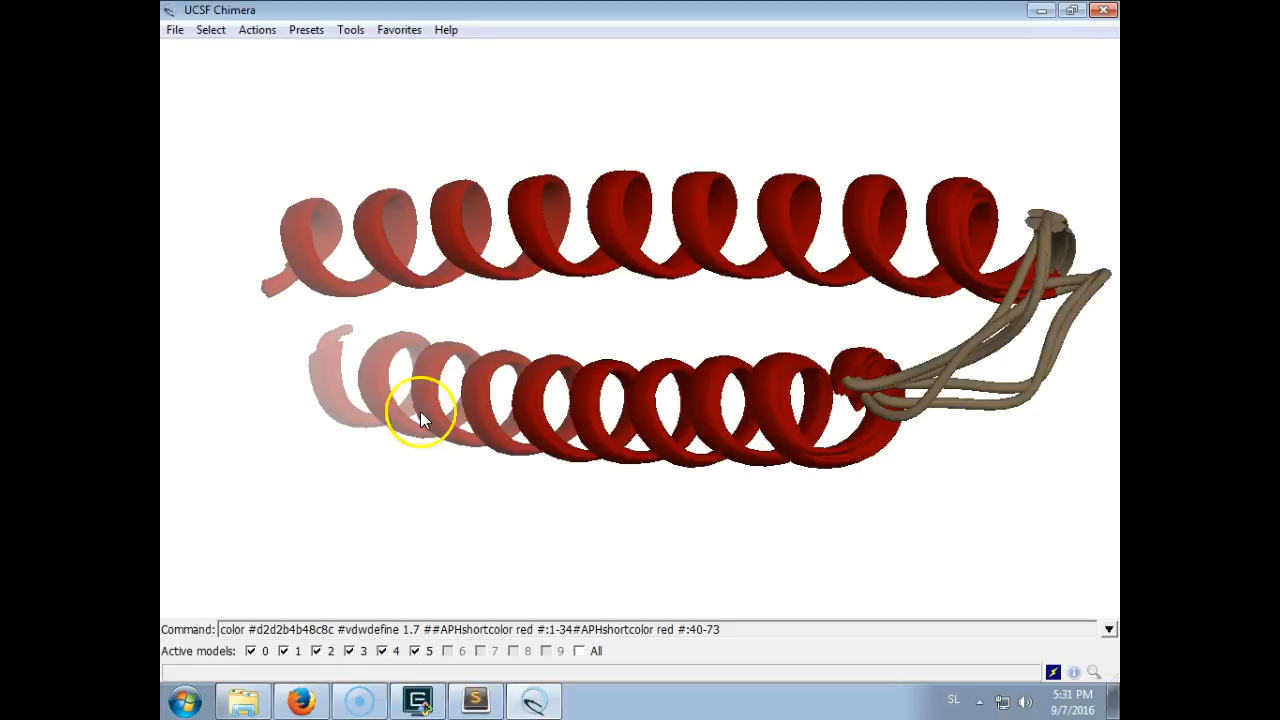 UCSF Chimera
File Select Actions Presets Tools Favorites Help
Command: color #d2d2b4b48c8c #vdwdefine 1.7 ##APHshortcolor red #:1-34#APHshortcolor red #:40-73
Active models: 0 1 2 3 4 5 6 7 8 9 All
SL 5:31 PM
9/7/2016